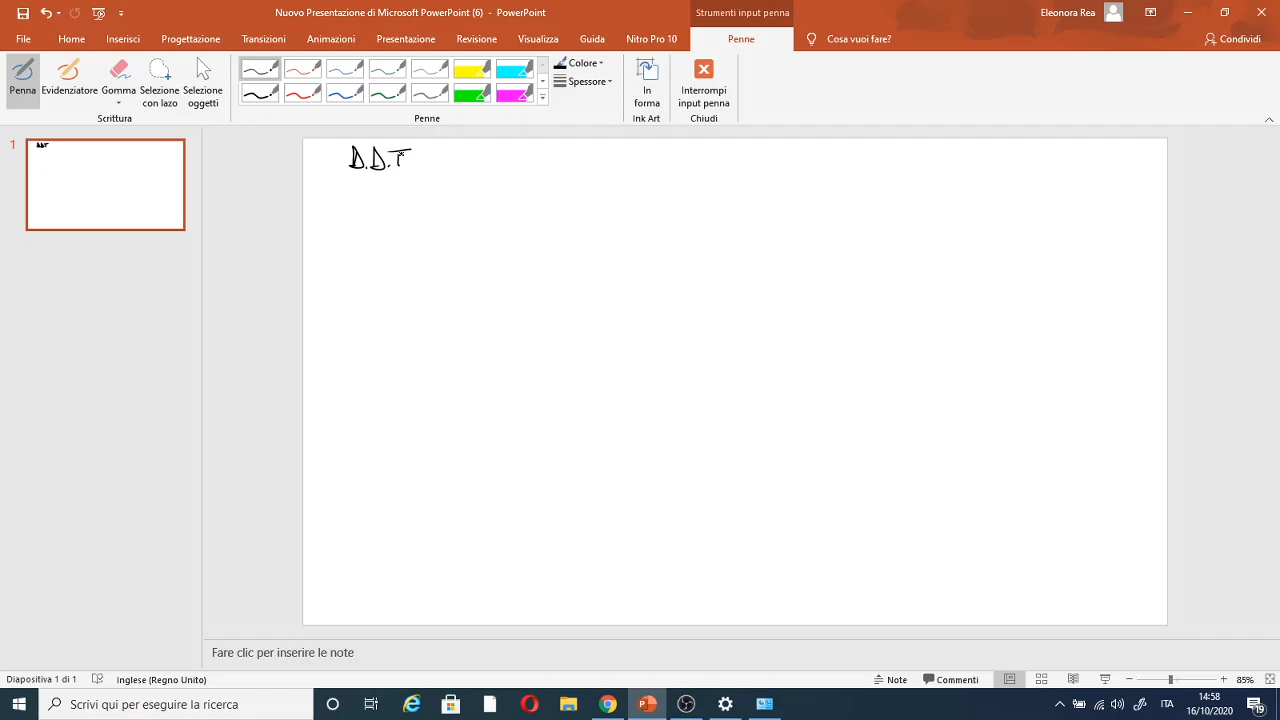 Nuovo Presentazione di Microsoft PowerPoint (6) - PowerPoint
Strumenti input penna
Eleonora Rea
File Home Inserisci Progettazione Transizioni Animazioni Presentazione Revisione Visualizza Guida Nitro Pro 10 Penne Cosa vuoi fare? Condividi
Penna
Evidenziatore
Gomma
Selezione con lazo
Selezione oggetti
Scrittura
Penne
Colore
Spessore
In forma
Ink Art
Interrompi input penna
Chiudi
1
D.D.T
Fare clic per inserire le note
Diapositiva 1 di 1 Inglese (Regno Unito) Note Commenti 85%
Scrivi qui per eseguire la ricerca
ITA
14:58
16/10/2020
19